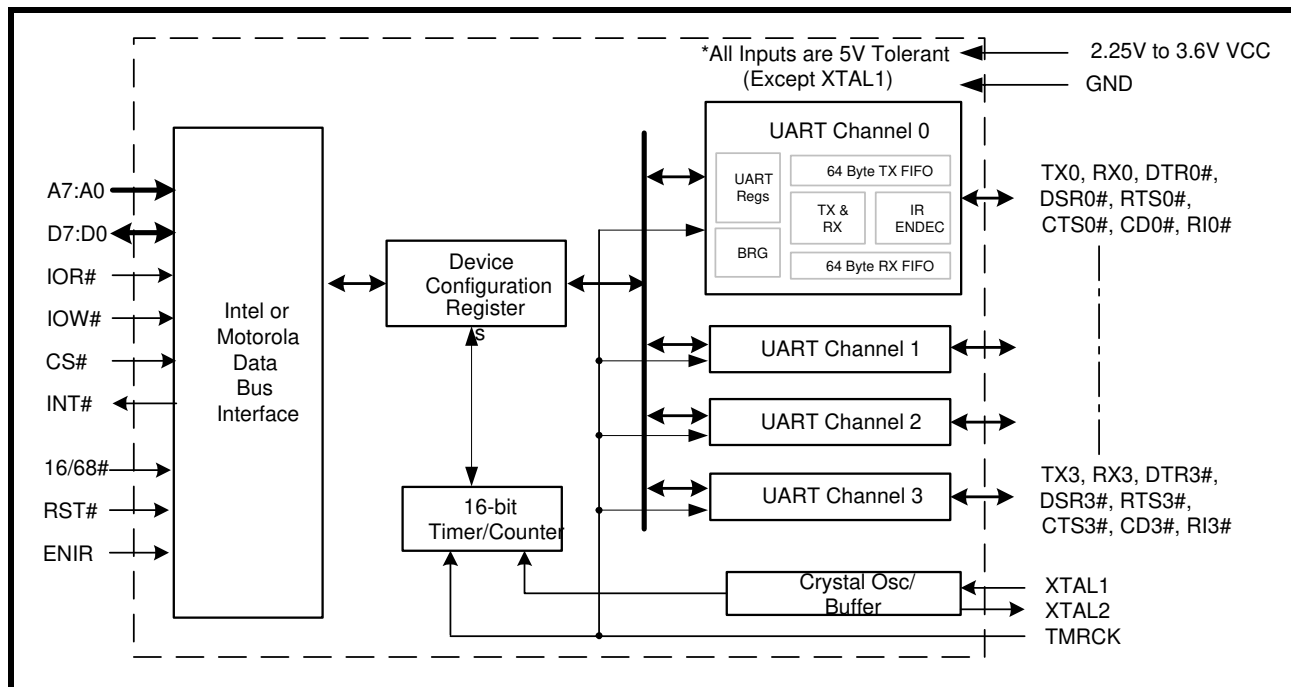 *All Inputs are 5V Tolerant
(Except XTAL1)
2.25V to 3.6V VCC
GND
A7:A0
D7:D0
IOR#
IOW#
CS#
INT#
16/68#
RST#
ENIR
Intel or
Motorola
Data
Bus
Interface
Device
Configuration
Register
s
16-bit
Timer/Counter
UART Channel 0
UART
Regs
BRG
64 Byte TX FIFO
TX &
RX
IR
ENDEC
64 Byte RX FIFO
UART Channel 1
UART Channel 2
UART Channel 3
Crystal Osc/
Buffer
TX0, RX0, DTR0#,
DSR0#, RTS0#,
CTS0#, CD0#, RI0#
TX3, RX3, DTR3#,
DSR3#, RTS3#,
CTS3#, CD3#, RI3#
XTAL1
XTAL2
TMRCK